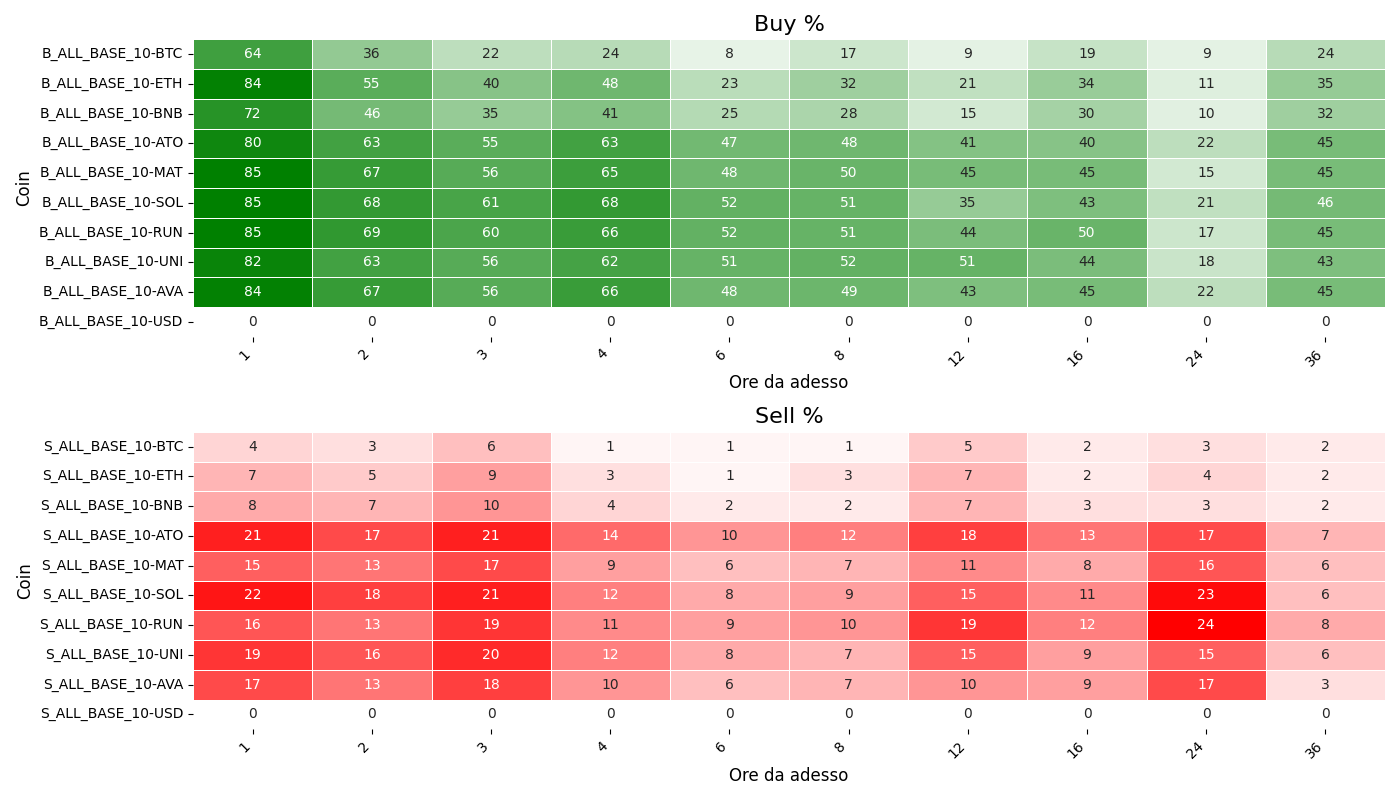 Buy %
Coin
B_ALL_BASE_10-BTC 64 36 22 24 8 17 9 19 9 24
B_ALL_BASE_10-ETH 84 55 40 48 23 32 21 34 11 35
B_ALL_BASE_10-BNB 72 46 35 41 25 28 15 30 10 32
B_ALL_BASE_10-ATO 80 63 55 63 47 48 41 40 22 45
B_ALL_BASE_10-MAT 85 67 56 65 48 50 45 45 15 45
B_ALL_BASE_10-SOL 85 68 61 68 52 51 35 43 21 46
B_ALL_BASE_10-RUN 85 69 60 66 52 51 44 50 17 45
B_ALL_BASE_10-UNI 82 63 56 62 51 52 51 44 18 43
B_ALL_BASE_10-AVA 84 67 56 66 48 49 43 45 22 45
B_ALL_BASE_10-USD 0 0 0 0 0 0 0 0 0 0
1 2 3 4 6 8 12 16 24 36
Ore da adesso
Sell %
Coin
S_ALL_BASE_10-BTC 4 3 6 1 1 1 5 2 3 2
S_ALL_BASE_10-ETH 7 5 9 3 1 3 7 2 4 2
S_ALL_BASE_10-BNB 8 7 10 4 2 2 7 3 3 2
S_ALL_BASE_10-ATO 21 17 21 14 10 12 18 13 17 7
S_ALL_BASE_10-MAT 15 13 17 9 6 7 11 8 16 6
S_ALL_BASE_10-SOL 22 18 21 12 8 9 15 11 23 6
S_ALL_BASE_10-RUN 16 13 19 11 9 10 19 12 24 8
S_ALL_BASE_10-UNI 19 16 20 12 8 7 15 9 15 6
S_ALL_BASE_10-AVA 17 13 18 10 6 7 10 9 17 3
S_ALL_BASE_10-USD 0 0 0 0 0 0 0 0 0 0
1 2 3 4 6 8 12 16 24 36
Ore da adesso